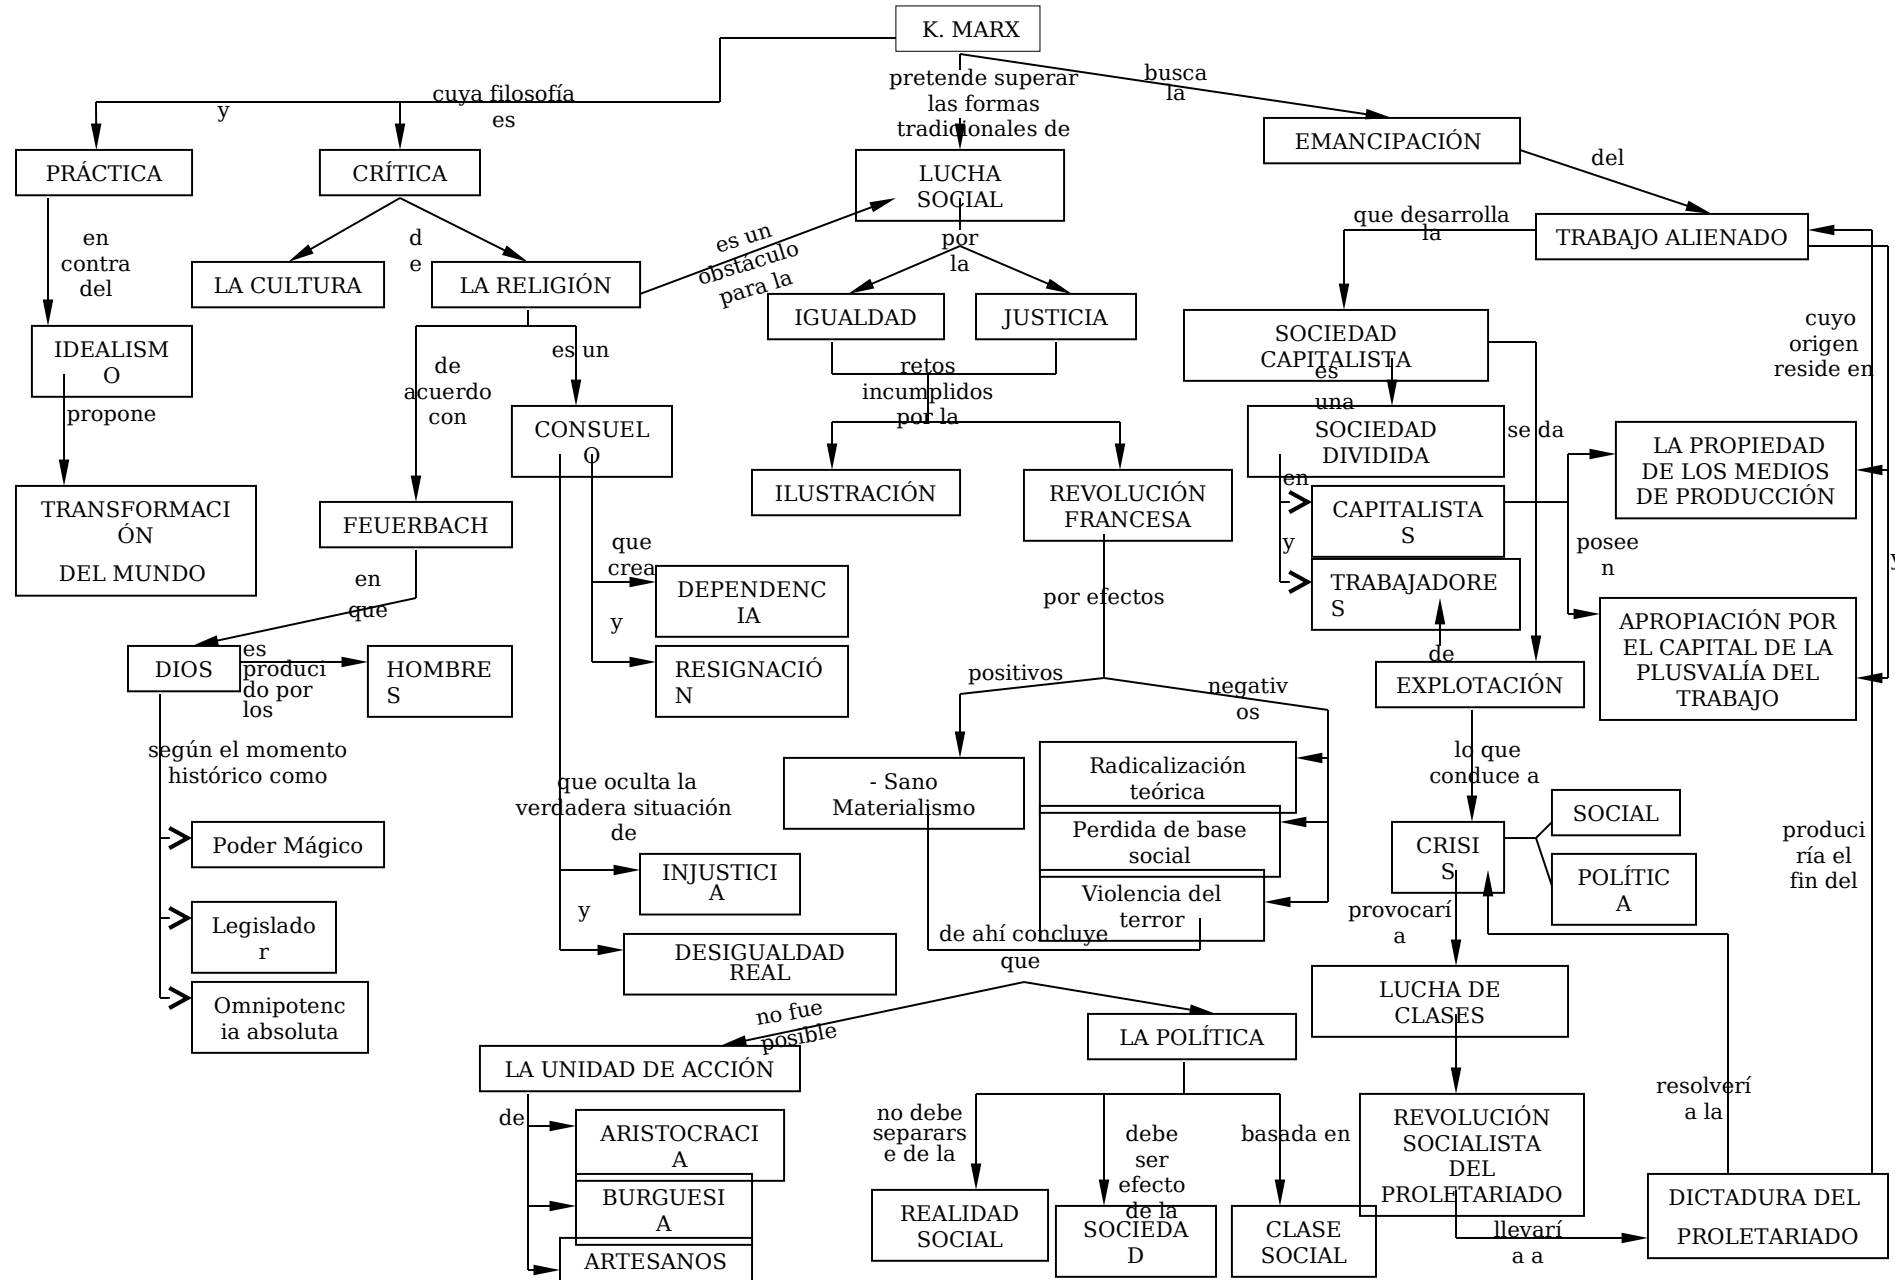 K. MARX
pretende superar
las formas
tradicionales de
busca
la
cuya filosofía
es
y
EMANCIPACIÓN
PRÁCTICA
CRÍTICA
LUCHA
SOCIAL
del
en
contra
del
d
e
es un
obstáculo
para la
por
la
que desarrolla
la
TRABAJO ALIENADO
LA CULTURA
LA RELIGIÓN
IGUALDAD
JUSTICIA
SOCIEDAD
CAPITALISTA
cuyo
origen
reside en
IDEALISM
O
de
acuerdo
con
es un
retos
incumplidos
por la
es
una
propone
CONSUEL
O
SOCIEDAD
DIVIDIDA
se da
LA PROPIEDAD
DE LOS MEDIOS
DE PRODUCCIÓN
TRANSFORMACI
ÓN
DEL MUNDO
FEUERBACH
ILUSTRACIÓN
REVOLUCIÓN
FRANCESA
en
CAPITALISTA
S
y
TRABAJADORE
S
posee
n
y
en
que
que
crea
DEPENDENC
IA
y
RESIGNACIÓ
N
por efectos
de
APROPIACIÓN POR
EL CAPITAL DE LA
PLUSVALÍA DEL
TRABAJO
DIOS
es
produci
do por
los
HOMBRE
S
positivos
negativ
os
EXPLOTACIÓN
según el momento
histórico como
que oculta la
verdadera situación
de
- Sano
Materialismo
Radicalización
teórica
Perdida de base
social
Violencia del
terror
lo que
conduce a
CRISI
S
SOCIAL
POLÍTIC
A
produci
ría el
fin del
Poder Mágico
Legislado
r
Omnipotenc
ia absoluta
INJUSTICI
A
y
DESIGUALDAD
REAL
de ahí concluye
que
provocarí
a
LUCHA DE
CLASES
no fue
posible
LA UNIDAD DE ACCIÓN
LA POLÍTICA
de
ARISTOCRACI
A
BURGUESI
A
ARTESANOS
no debe
separars
e de la
debe
ser
efecto
de la
basada en
REALIDAD
SOCIAL
SOCIEDA
D
CLASE
SOCIAL
REVOLUCIÓN
SOCIALISTA
DEL
PROLETARIADO
llevarí
a a
resolverí
a la
DICTADURA DEL
PROLETARIADO